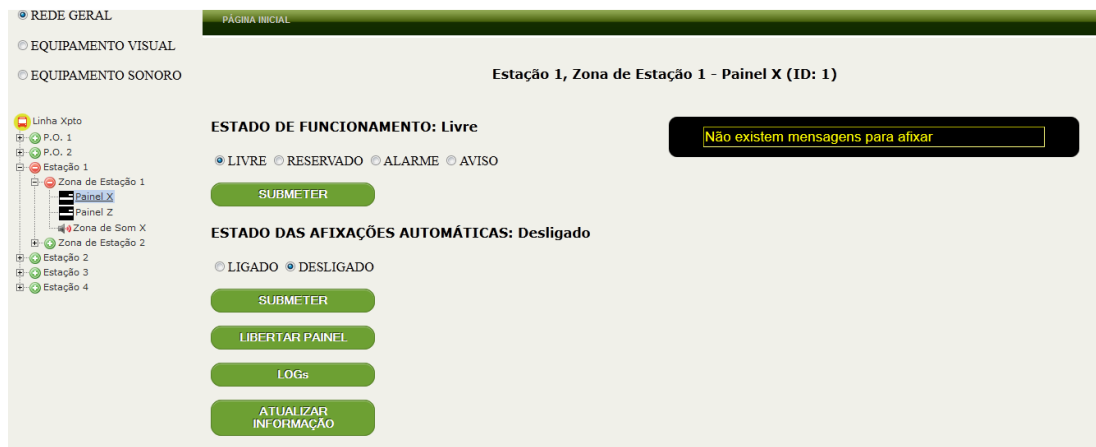 REDE GERAL
EQUIPAMENTO VISUAL
EQUIPAMENTO SONORO
Linha Xpto
P.O. 1
P.O. 2
Estação 1
Zona de Estação 1
Painel X
Painel Z
Zona de Som X
Zona de Estação 2
Estação 2
Estação 3
Estação 4
PÁGINA INICIAL
Estação 1, Zona de Estação 1 - Painel X (ID: 1)
ESTADO DE FUNCIONAMENTO: Livre
LIVRE RESERVADO ALARME AVISO
SUBMETER
Não existem mensagens para afixar
ESTADO DAS AFIXAÇÕES AUTOMÁTICAS: Desligado
LIGADO DESLIGADO
SUBMETER
LIBERTAR PAINEL
LOGs
ATUALIZAR
INFORMAÇÃO